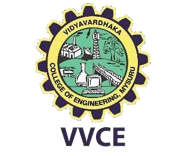 VIDYAVARDHAKA
COLLEGE OF ENGINEERING, MYSURU
VVCE